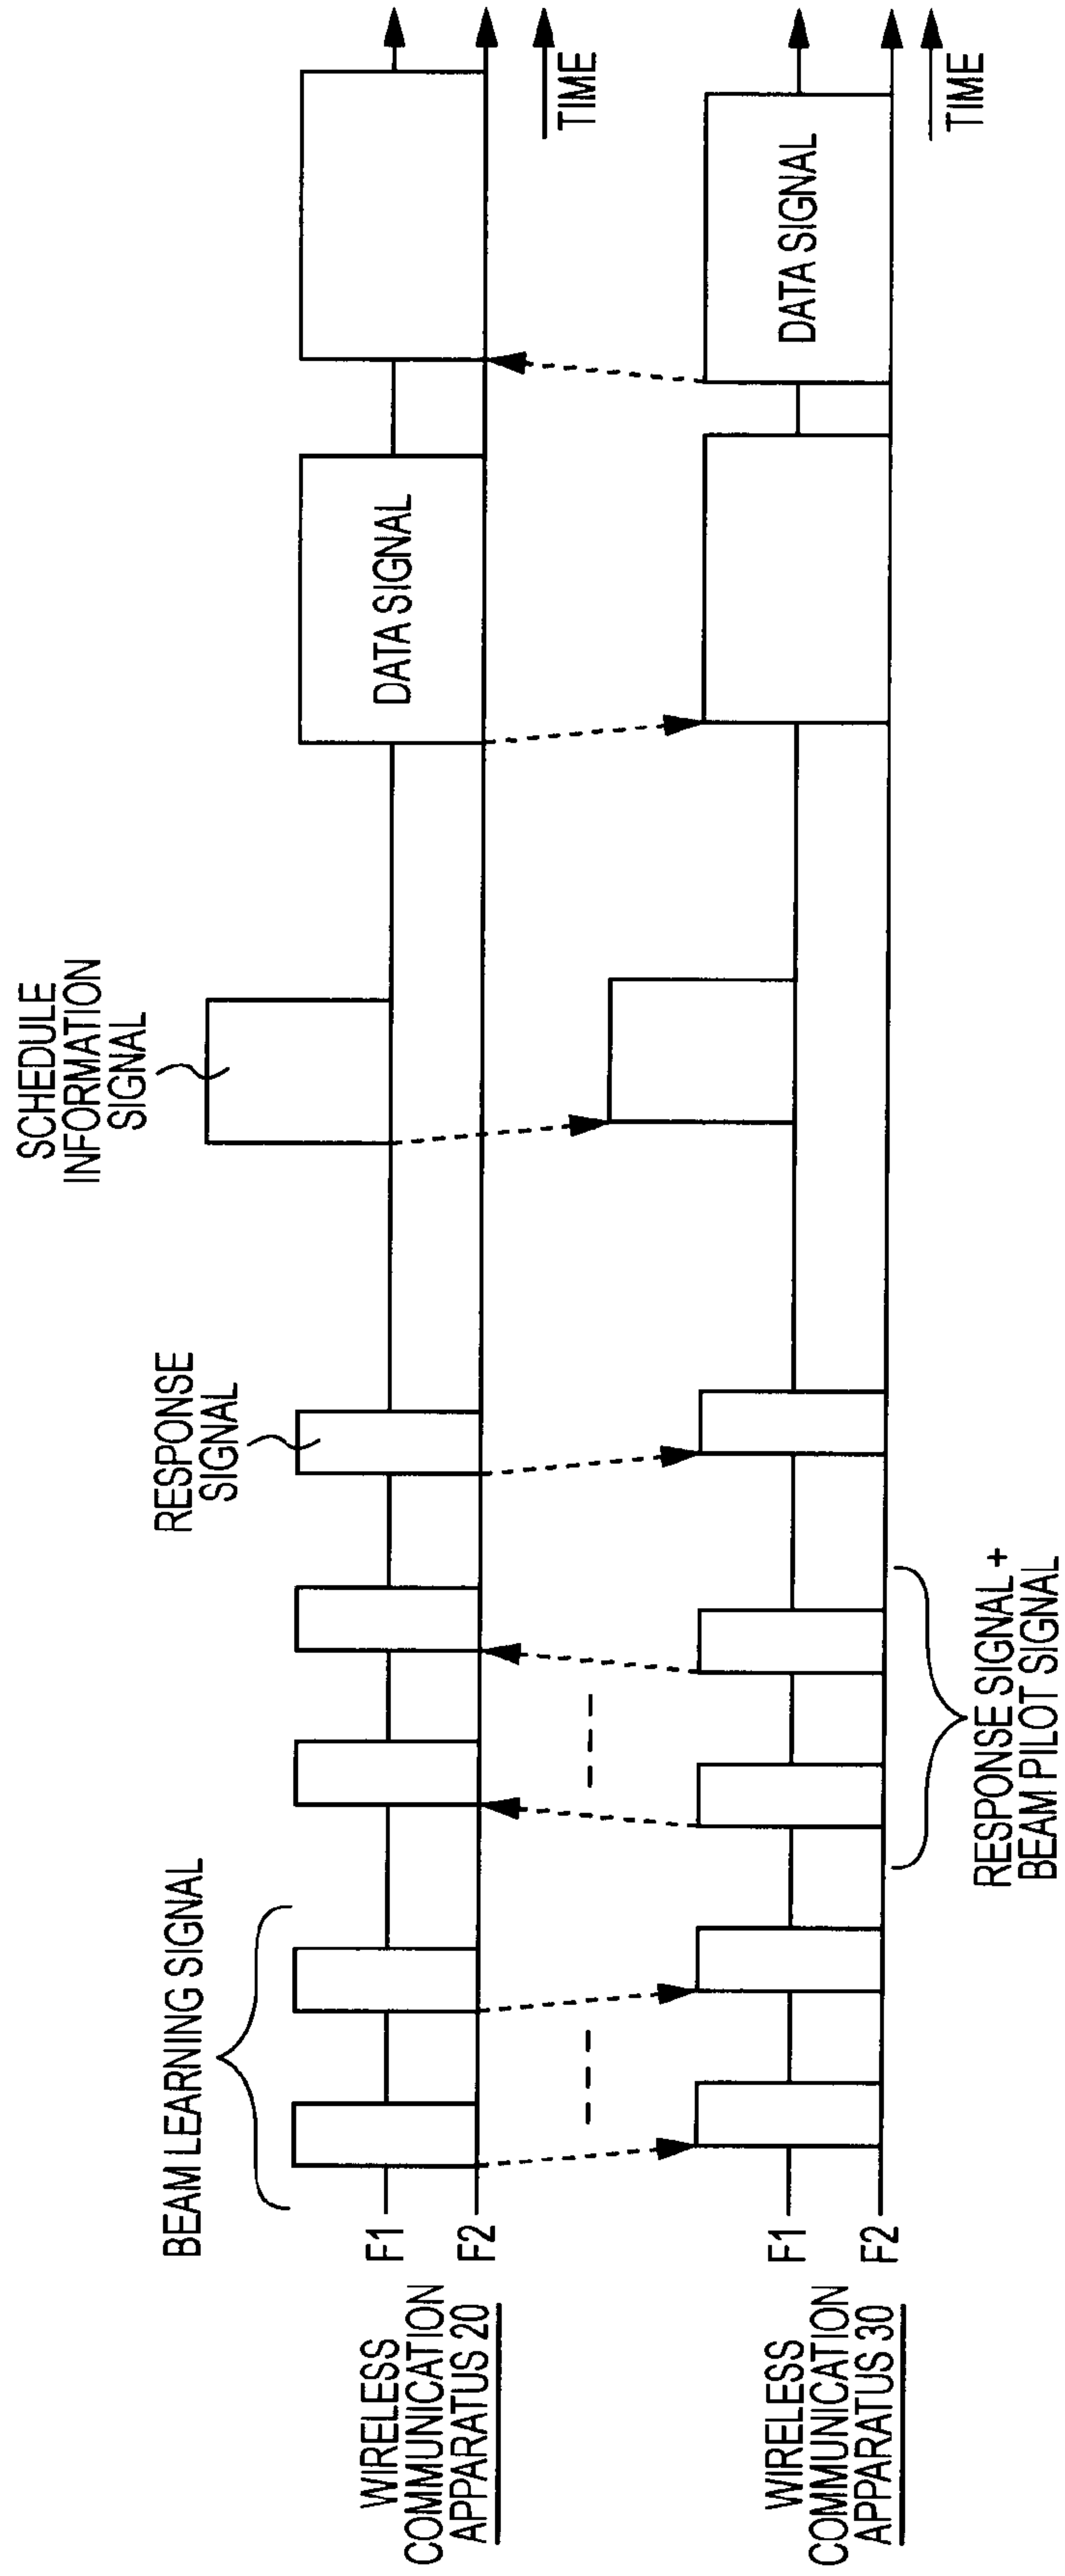 SCHEDULE
INFORMATION
SIGNAL
RESPONSE
SIGNAL
BEAM LEARNING SIGNAL
DATA SIGNAL
TIME
F1
F2
WIRELESS
COMMUNICATION
APPARATUS 20
DATA SIGNAL
TIME
F1
F2
WIRELESS
COMMUNICATION
APPARATUS 30
RESPONSE SIGNAL +
BEAM PILOT SIGNAL